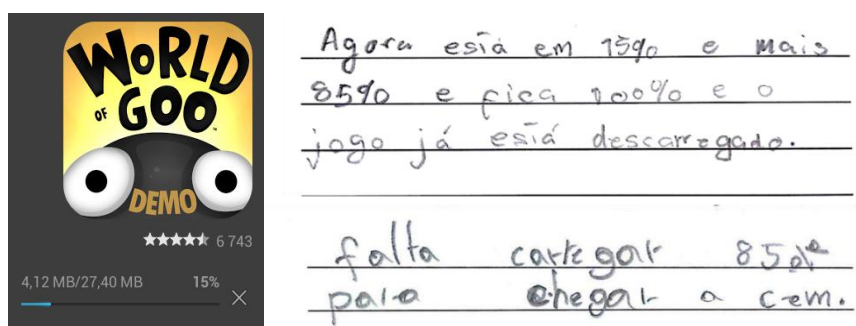 WORLD
OF GOO
DEMO
6 743
4,12 MB/27,40 MB 15%
Agora está em 15% e mais
85% e fica 100% e o
jogo já está descarregado.
falta carregar 85%
para chegar a cem.